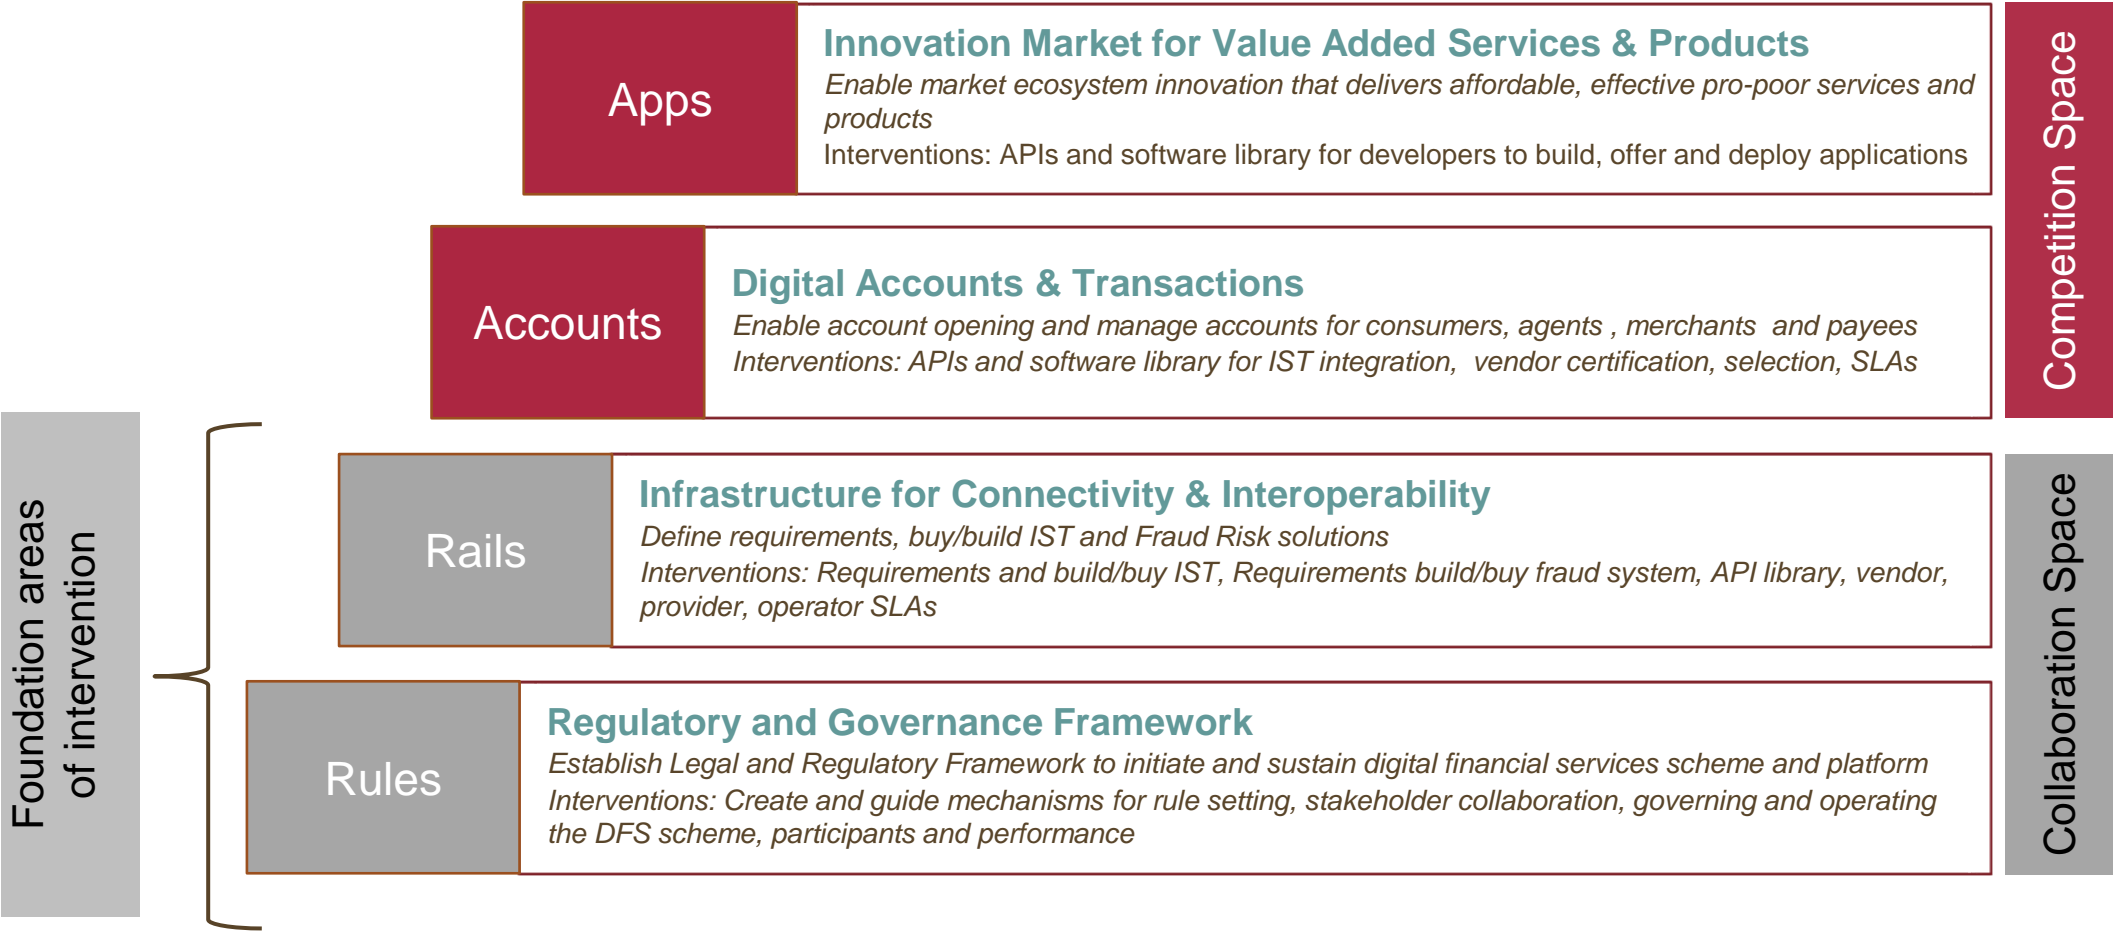 Apps
Innovation Market for Value Added Services & Products
Enable market ecosystem innovation that delivers affordable, effective pro-poor services and
products
Interventions: APIs and software library for developers to build, offer and deploy applications
Accounts
Digital Accounts & Transactions
Enable account opening and manage accounts for consumers, agents , merchants  and payees
Interventions: APIs and software library for IST integration,  vendor certification, selection, SLAs
Competition Space
Foundation areas
of intervention
Rails
Infrastructure for Connectivity & Interoperability
Define requirements, buy/build IST and Fraud Risk solutions
Interventions: Requirements and build/buy IST, Requirements build/buy fraud system, API library, vendor,
provider, operator SLAs
Rules
Regulatory and Governance Framework
Establish Legal and Regulatory Framework to initiate and sustain digital financial services scheme and platform
Interventions: Create and guide mechanisms for rule setting, stakeholder collaboration, governing and operating
the DFS scheme, participants and performance
Collaboration Space